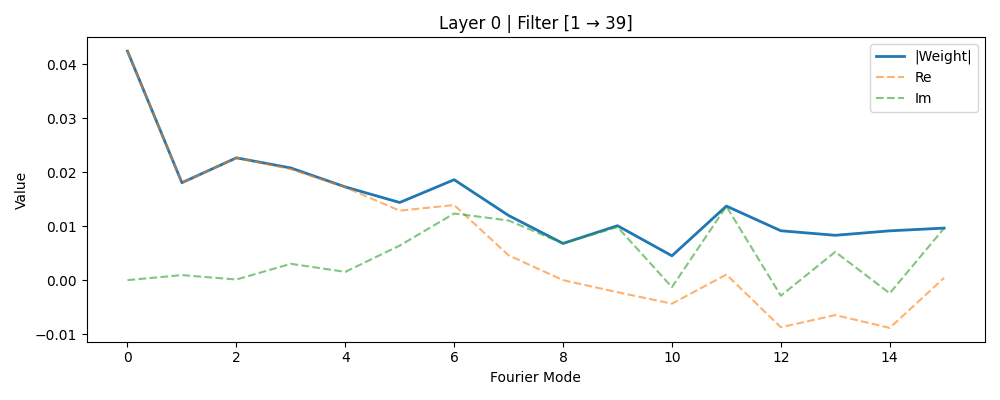 Layer 0 | Filter [1 → 39]
|Weight|
Re
Im
0.04
0.03
0.02
0.01
0.00
−0.01
Value
0 2 4 6 8 10 12 14
Fourier Mode